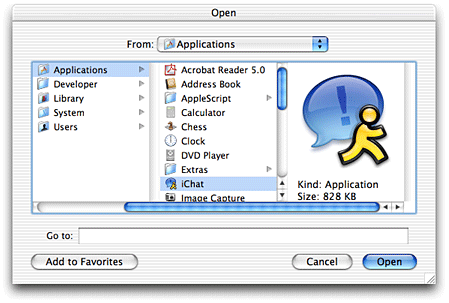 Open
From: Applications
Applications
Developer
Library
System
Users
Acrobat Reader 5.0
Address Book
AppleScript
Calculator
Chess
Clock
DVD Player
Extras
iChat
Image Capture
Kind: Application
Size: 828 KB
Go to:
Add to Favorites
Cancel
Open